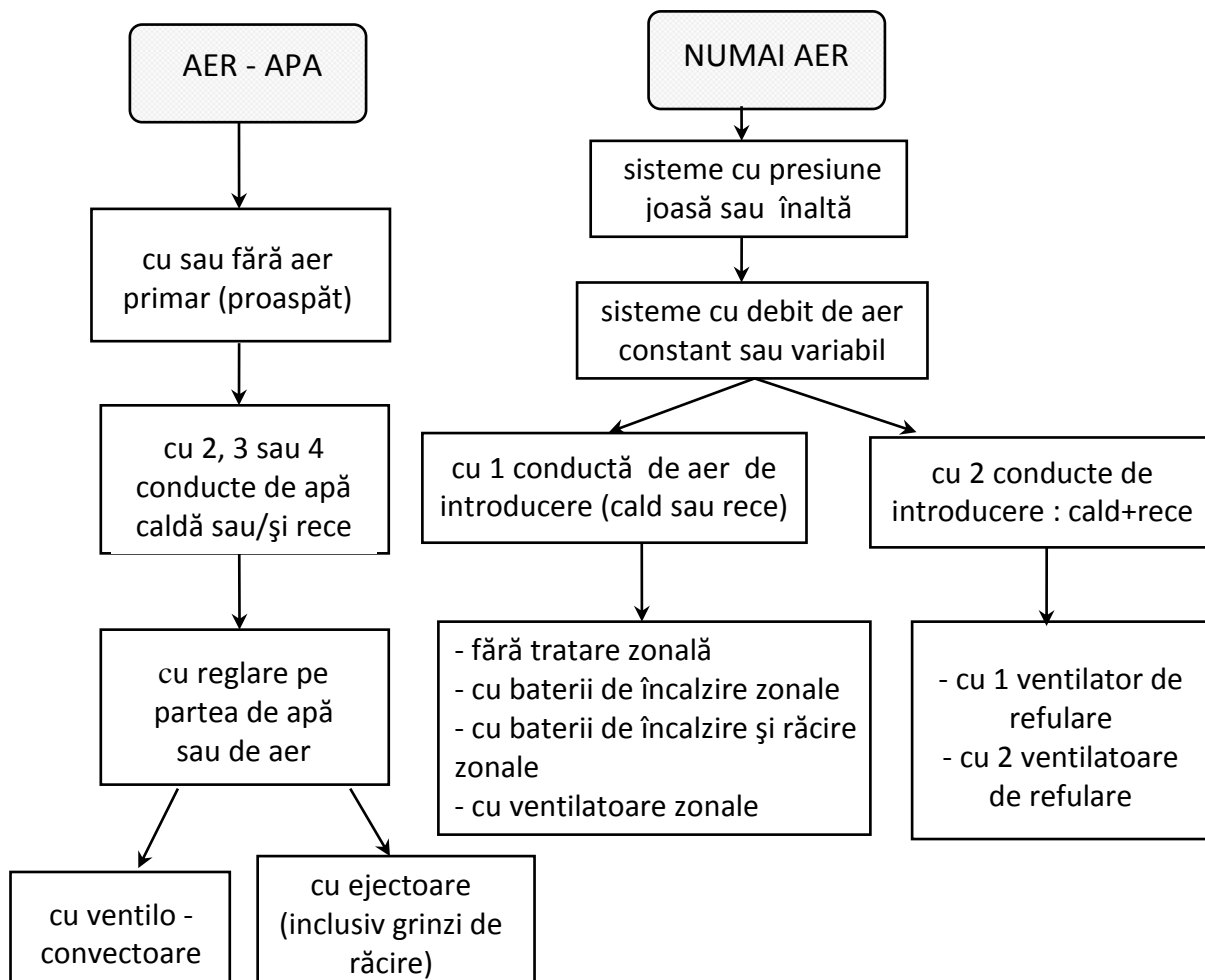 AER - APA
cu sau fără aer
primar (proaspăt)
cu 2, 3 sau 4
conducte de apă
caldă sau/şi rece
cu reglare pe
partea de apă
sau de aer
cu ventilo -
convectoare
cu ejectoare
(inclusiv grinzi de
răcire)
NUMAI AER
sisteme cu presiune
joasă sau înaltă
sisteme cu debit de aer
constant sau variabil
cu 1 conductă de aer de
introducere (cald sau rece)
- fără tratare zonală
- cu baterii de încalzire zonale
- cu baterii de încalzire şi răcire
zonale
- cu ventilatoare zonale
cu 2 conducte de
introducere : cald+rece
- cu 1 ventilator de
refulare
- cu 2 ventilatoare
de refulare